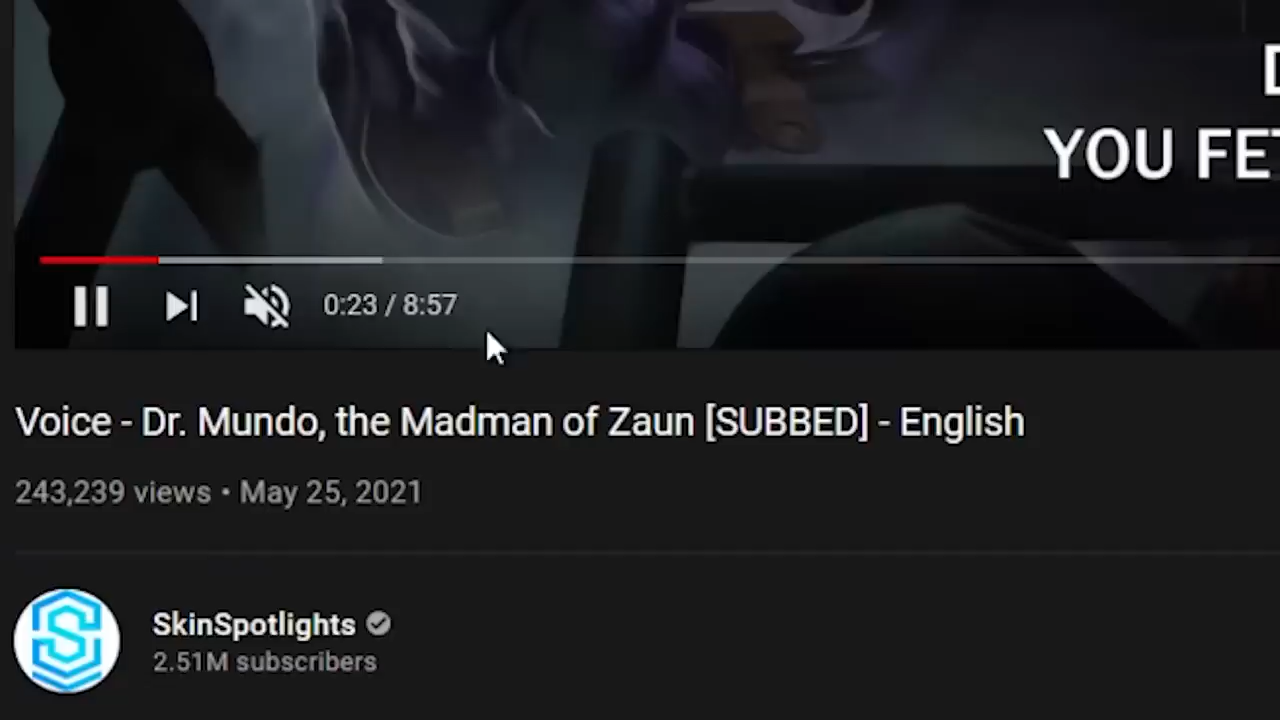 YOU
0:23 / 8:57
Voice - Dr. Mundo, the Madman of Zaun [SUBBED] - English
243,239 views • May 25, 2021
SkinSpotlights
2.51M subscribers